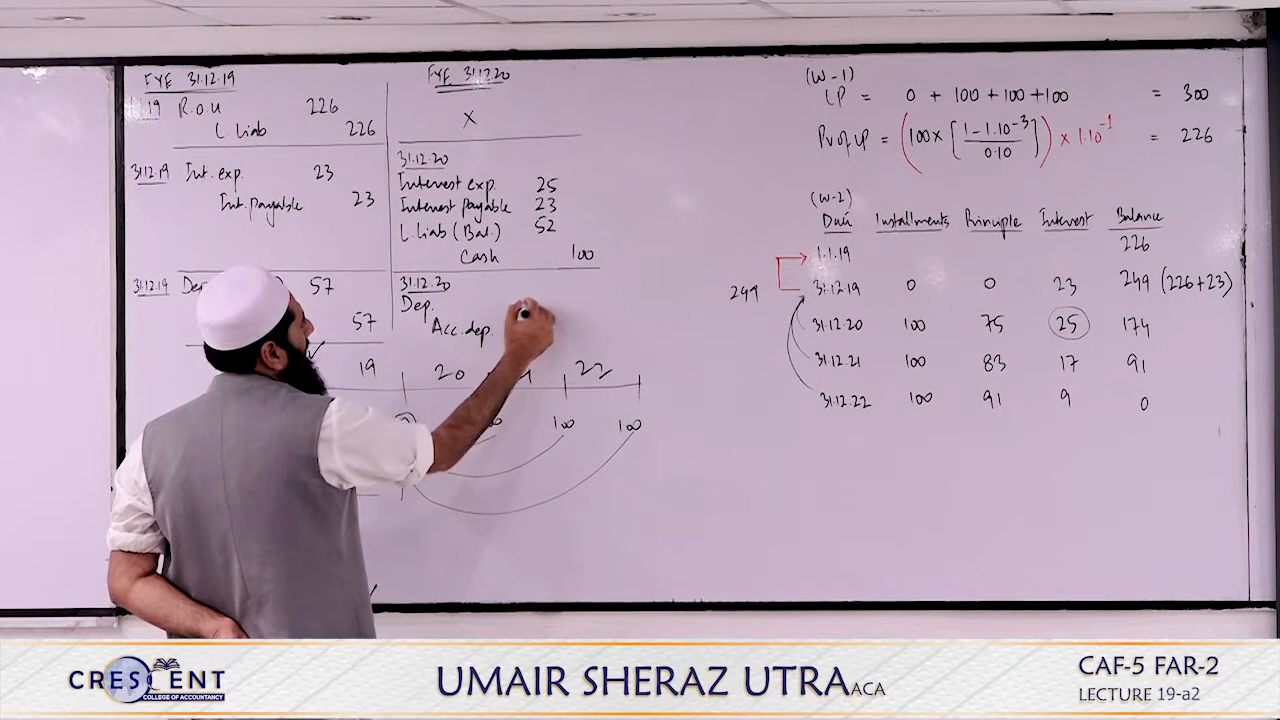 FYE 31.12.19
1.19 R.O.U 226
L. Liab 226
31.12.19 Int. exp. 23
Int. payable 23
31.12.19 De 57
57
FYE 31.12.20
X
31.12.20
Interest exp. 25
Interest payable 23
L. Liab (Bal.) 52
Cash 100
31.12.20
Dep.
Acc. dep.
19 20 22
100 100
(W-1)
LP = 0 + 100 + 100 + 100 = 300
PV of LP = (100 x [1 - 1.10^-3 / 0.10]) x 1.10^-1 = 226
(W-2)
Date Installments Principle Interest Balance
1.1.19 226
249 31.12.19 0 0 23 249 (226+23)
31.12.20 100 75 25 174
31.12.21 100 83 17 91
31.12.22 100 91 9 0
CRESCENT
COLLEGE OF ACCOUNTANCY
UMAIR SHERAZ UTRA ACA
CAF-5 FAR-2
LECTURE 19-a2